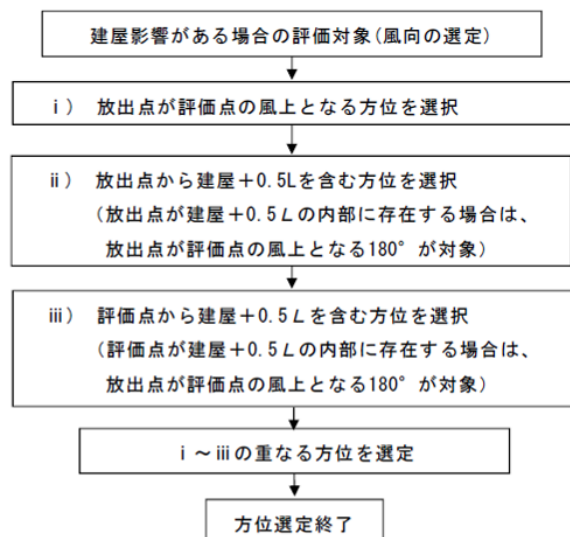 建屋影響がある場合の評価対象(風向の選定)
ⅰ) 放出点が評価点の風上となる方位を選択
ⅱ) 放出点から建屋+0.5Lを含む方位を選択
(放出点が建屋+0.5Lの内部に存在する場合は、
放出点が評価点の風上となる180°が対象)
ⅲ) 評価点から建屋+0.5Lを含む方位を選択
(評価点が建屋+0.5Lの内部に存在する場合は、
放出点が評価点の風上となる180°が対象)
ⅰ~ⅲの重なる方位を選定
方位選定終了